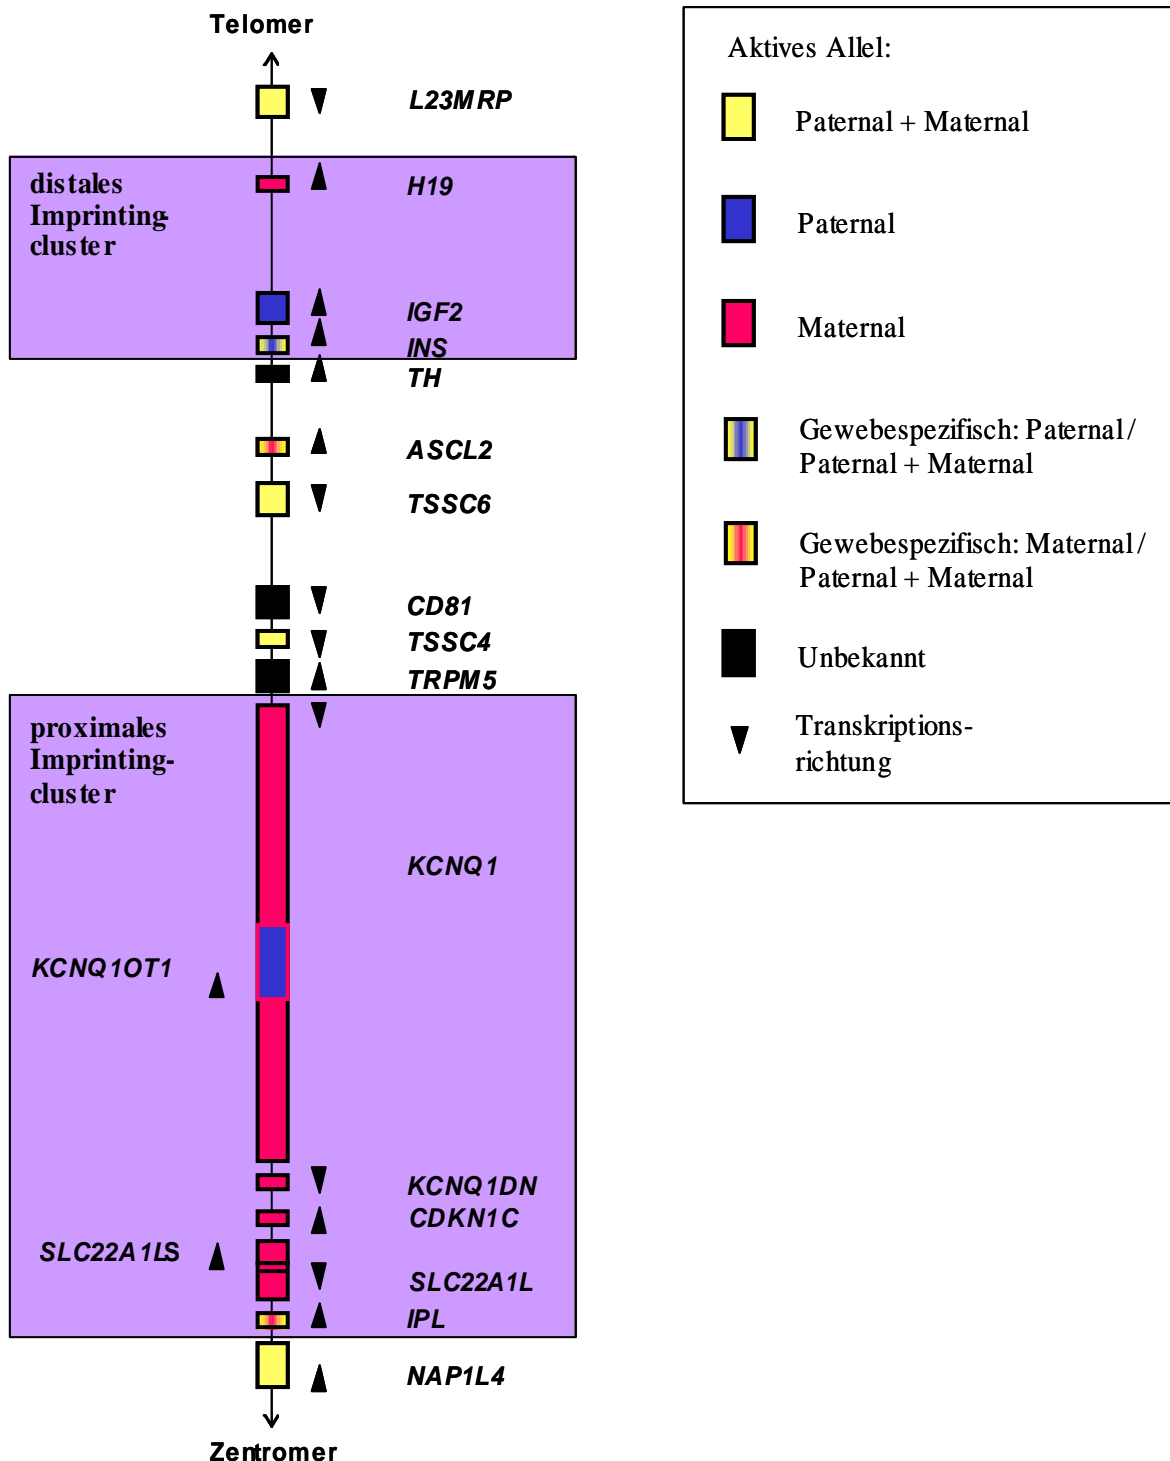 Telomer
L23MRP
distales
Imprinting-
cluster
H19
IGF2
INS
TH
ASCL2
TSSC6
CD81
TSSC4
TRPM5
proximales
Imprinting-
cluster
KCNQ1
KCNQ1OT1
KCNQ1DN
CDKN1C
SLC22A1LS
SLC22A1L
IPL
NAP1L4
Zentromer
Aktives Allel:
Paternal + Maternal
Paternal
Maternal
Gewebespezifisch: Paternal/
Paternal + Maternal
Gewebespezifisch: Maternal/
Paternal + Maternal
Unbekannt
Transkriptions-
richtung